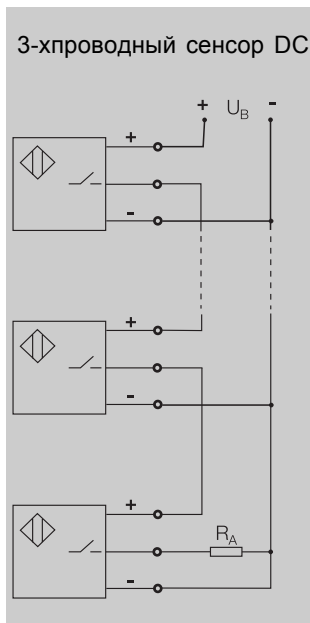 3-хпроводный сенсор DC
+ U_B -
+
-
+
-
+
R_A
-